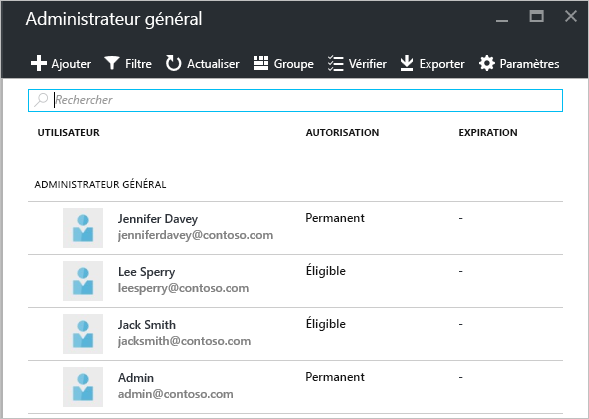 Administrateur général
Ajouter Filtre Actualiser Groupe Vérifier Exporter Paramètres
Rechercher
UTILISATEUR AUTORISATION EXPIRATION
ADMINISTRATEUR GÉNÉRAL
Jennifer Davey Permanent -
jenniferdavey@contoso.com
Lee Sperry Éligible -
leesperry@contoso.com
Jack Smith Éligible -
jacksmith@contoso.com
Admin Permanent -
admin@contoso.com